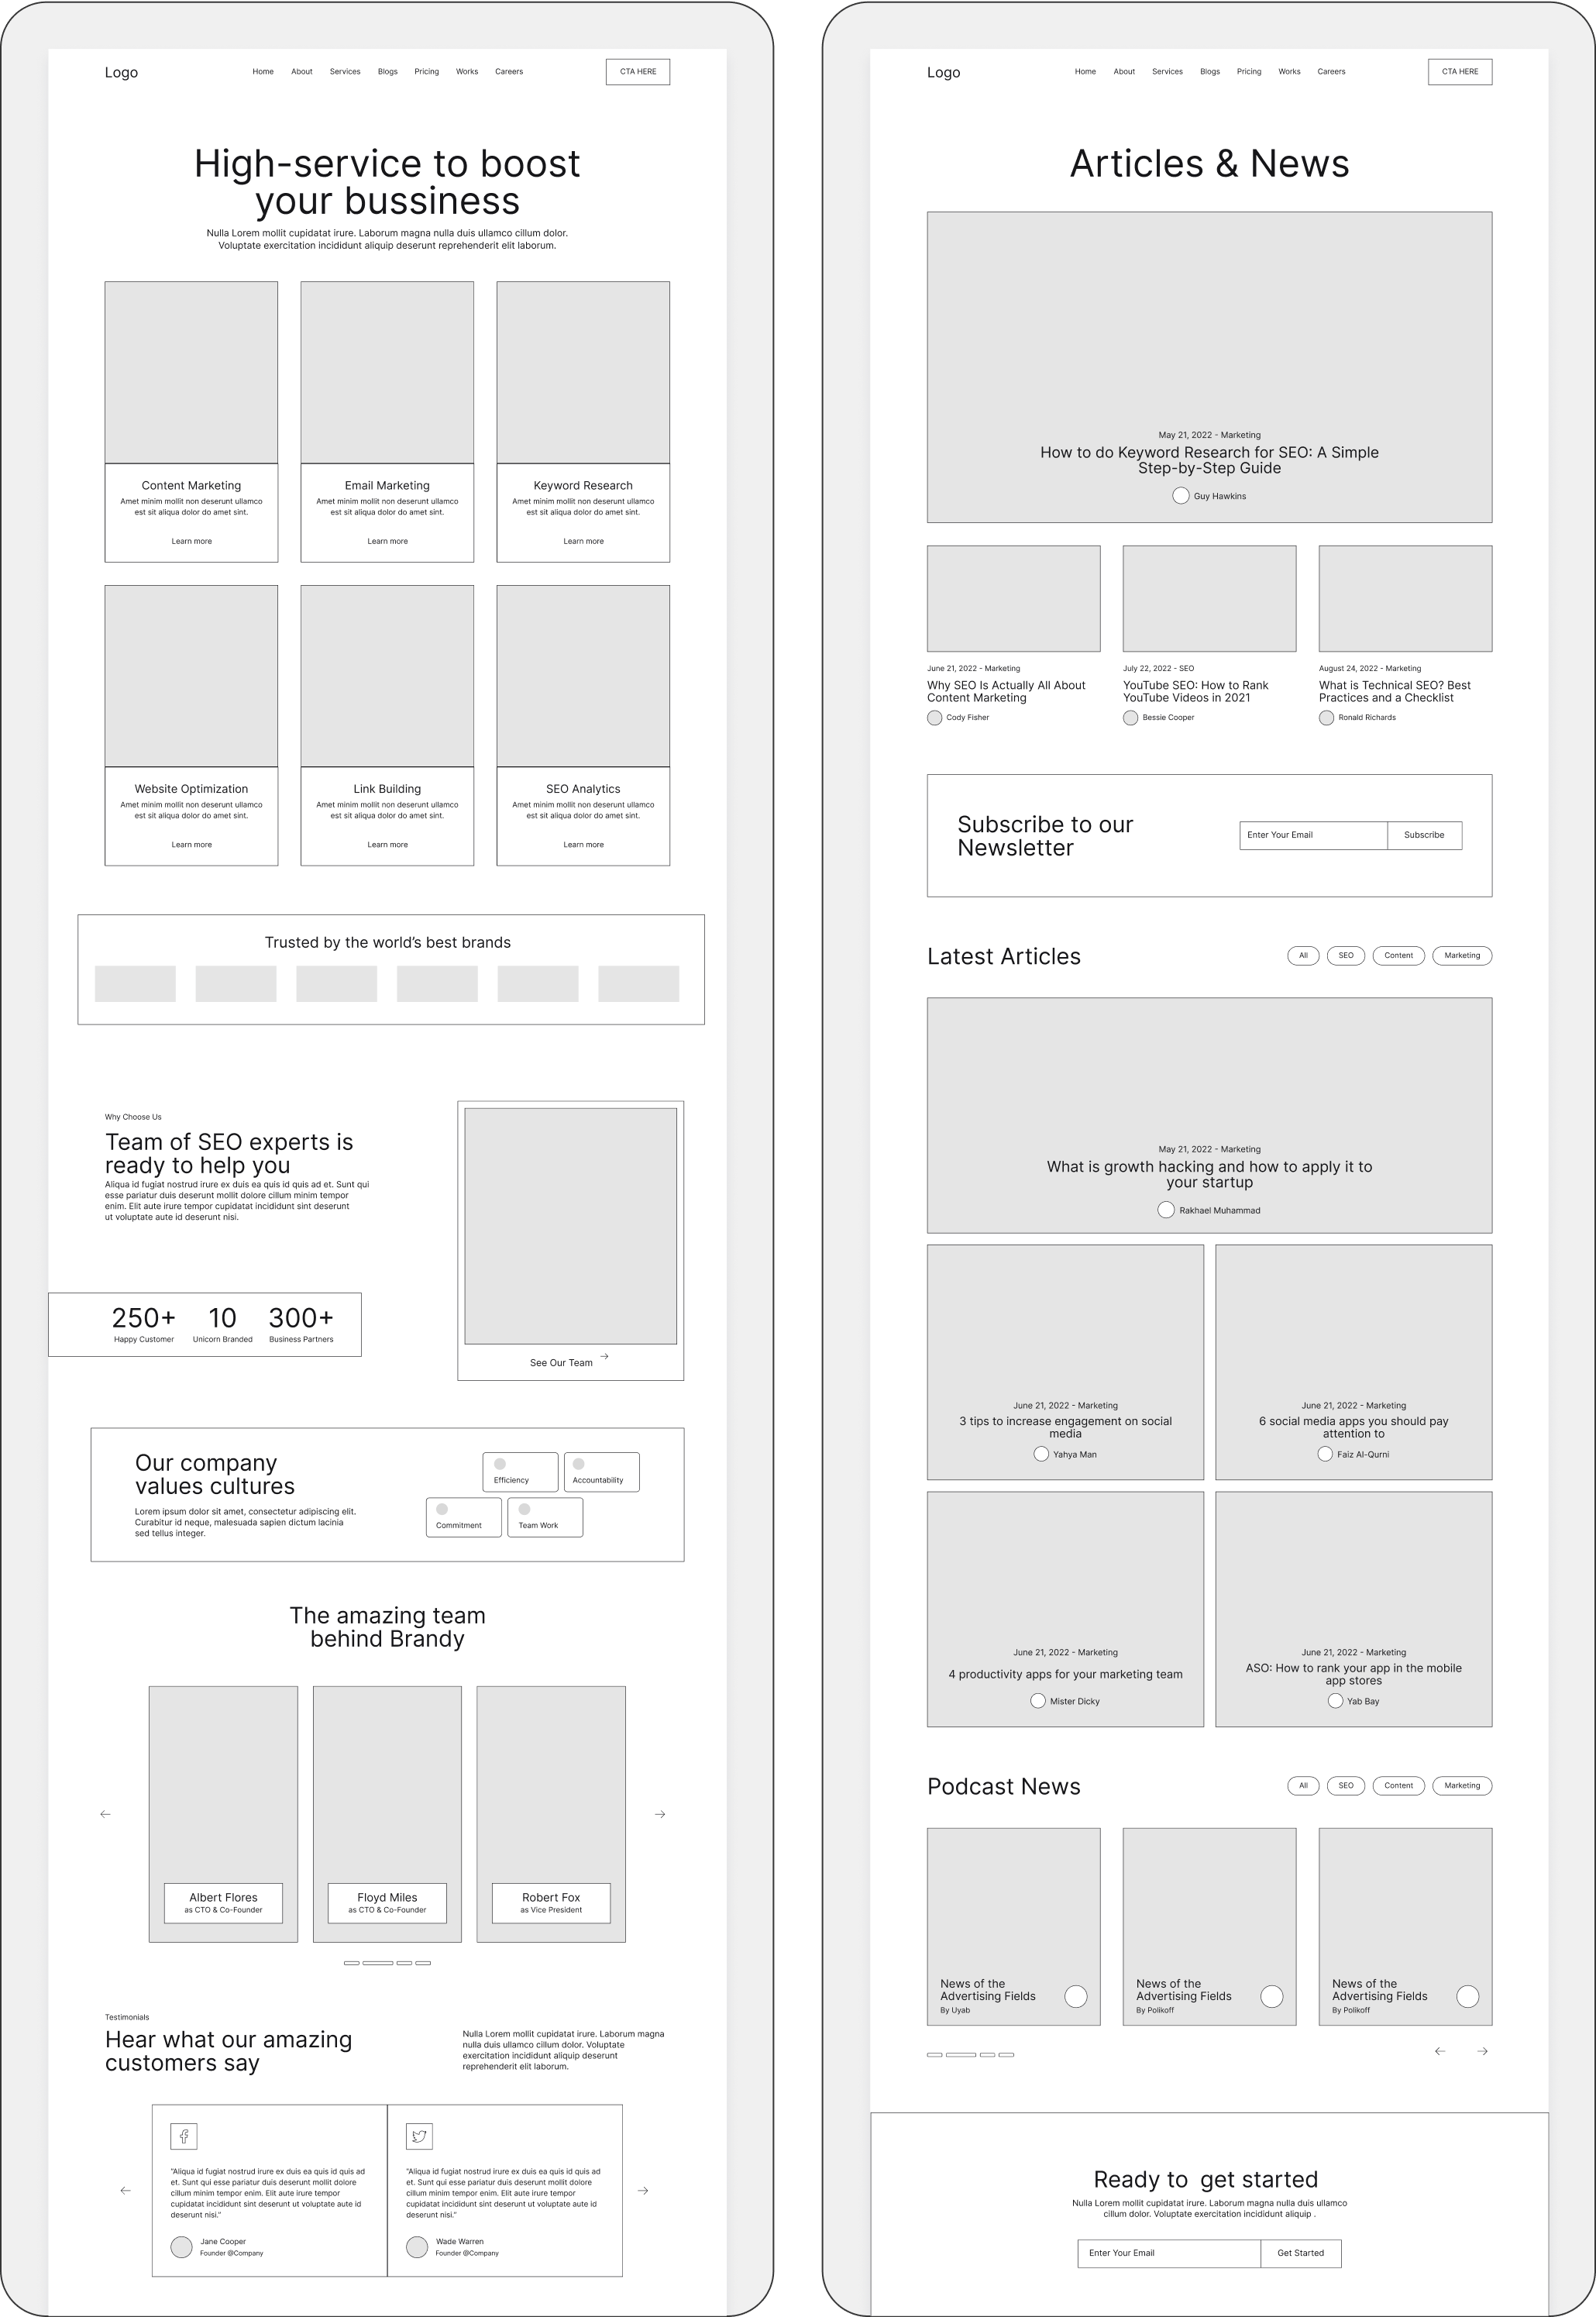 Logo
Home About Services Blogs Pricing Works Careers
CTA HERE
High-service to boost
your bussiness
Nulla Lorem mollit cupidatat irure. Laborum magna nulla duis ullamco cillum dolor.
Voluptate exercitation incididunt aliquip deserunt reprehenderit elit laborum.
Content Marketing
Amet minim mollit non deserunt ullamco
est sit aliqua dolor do amet sint.
Learn more
Email Marketing
Amet minim mollit non deserunt ullamco
est sit aliqua dolor do amet sint.
Learn more
Keyword Research
Amet minim mollit non deserunt ullamco
est sit aliqua dolor do amet sint.
Learn more
Website Optimization
Amet minim mollit non deserunt ullamco
est sit aliqua dolor do amet sint.
Learn more
Link Building
Amet minim mollit non deserunt ullamco
est sit aliqua dolor do amet sint.
Learn more
SEO Analytics
Amet minim mollit non deserunt ullamco
est sit aliqua dolor do amet sint.
Learn more
Trusted by the world’s best brands
Why Choose Us
Team of SEO experts is
ready to help you
Aliqua id fugiat nostrud irure ex duis ea quis id quis ad et. Sunt qui
esse pariatur duis deserunt mollit dolore cillum minim tempor
enim. Elit aute irure tempor cupidatat incididunt sint deserunt
ut voluptate aute id deserunt nisi.
250+
Happy Customer
10
Unicorn Branded
300+
Business Partners
See Our Team →
Our company
values cultures
Lorem ipsum dolor sit amet, consectetur adipiscing elit.
Curabitur id neque, malesuada sapien dictum lacinia
sed tellus integer.
Efficiency
Accountability
Commitment
Team Work
The amazing team
behind Brandy
Albert Flores
as CTO & Co-Founder
Floyd Miles
as CTO & Co-Founder
Robert Fox
as Vice President
Testimonials
Hear what our amazing
customers say
Nulla Lorem mollit cupidatat irure. Laborum magna
nulla duis ullamco cillum dolor. Voluptate
exercitation incididunt aliquip deserunt
reprehenderit elit laborum.
"Aliqua id fugiat nostrud irure ex duis ea quis id quis ad
et. Sunt qui esse pariatur duis deserunt mollit dolore
cillum minim tempor enim. Elit aute irure tempor
cupidatat incididunt sint deserunt ut voluptate aute id
deserunt nisi."
Jane Cooper
Founder @Company
"Aliqua id fugiat nostrud irure ex duis ea quis id quis ad
et. Sunt qui esse pariatur duis deserunt mollit dolore
cillum minim tempor enim. Elit aute irure tempor
cupidatat incididunt sint deserunt ut voluptate aute id
deserunt nisi."
Wade Warren
Founder @Company
Logo
Home About Services Blogs Pricing Works Careers
CTA HERE
Articles & News
May 21, 2022 - Marketing
How to do Keyword Research for SEO: A Simple
Step-by-Step Guide
Guy Hawkins
June 21, 2022 - Marketing
Why SEO Is Actually All About
Content Marketing
Cody Fisher
July 22, 2022 - SEO
YouTube SEO: How to Rank
YouTube Videos in 2021
Bessie Cooper
August 24, 2022 - Marketing
What is Technical SEO? Best
Practices and a Checklist
Ronald Richards
Subscribe to our
Newsletter
Enter Your Email
Subscribe
Latest Articles
All SEO Content Marketing
May 21, 2022 - Marketing
What is growth hacking and how to apply it to
your startup
Rakhael Muhammad
June 21, 2022 - Marketing
3 tips to increase engagement on social
media
Yahya Man
June 21, 2022 - Marketing
6 social media apps you should pay
attention to
Faiz Al-Qurni
June 21, 2022 - Marketing
4 productivity apps for your marketing team
Mister Dicky
June 21, 2022 - Marketing
ASO: How to rank your app in the mobile
app stores
Yab Bay
Podcast News
All SEO Content Marketing
News of the
Advertising Fields
By Uyab
News of the
Advertising Fields
By Polikoff
News of the
Advertising Fields
By Polikoff
Ready to get started
Nulla Lorem mollit cupidatat irure. Laborum magna nulla duis ullamco
cillum dolor. Voluptate exercitation incididunt aliquip .
Enter Your Email
Get Started